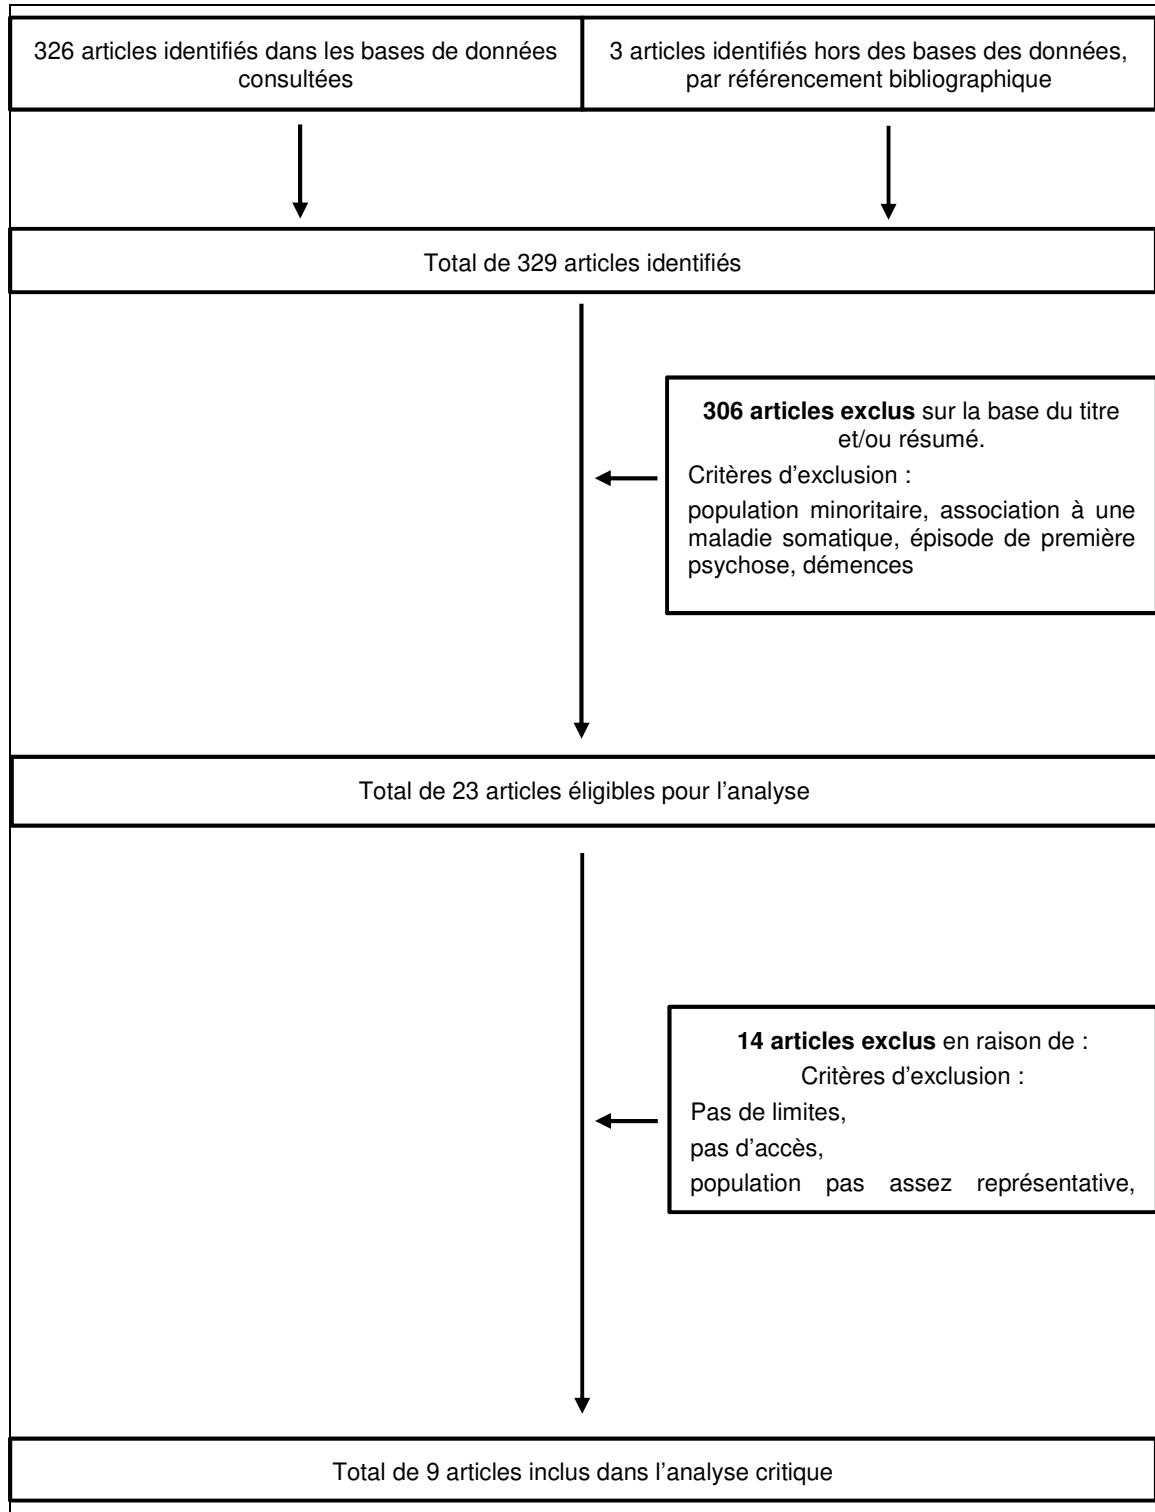 326 articles identifiés dans les bases de données
consultées
3 articles identifiés hors des bases des données,
par référencement bibliographique
Total de 329 articles identifiés
306 articles exclus sur la base du titre
et/ou résumé.
Critères d’exclusion :
population minoritaire, association à une
maladie somatique, épisode de première
psychose, démences
Total de 23 articles éligibles pour l’analyse
14 articles exclus en raison de :
Critères d’exclusion :
Pas de limites,
pas d’accès,
population pas assez représentative,
Total de 9 articles inclus dans l’analyse critique